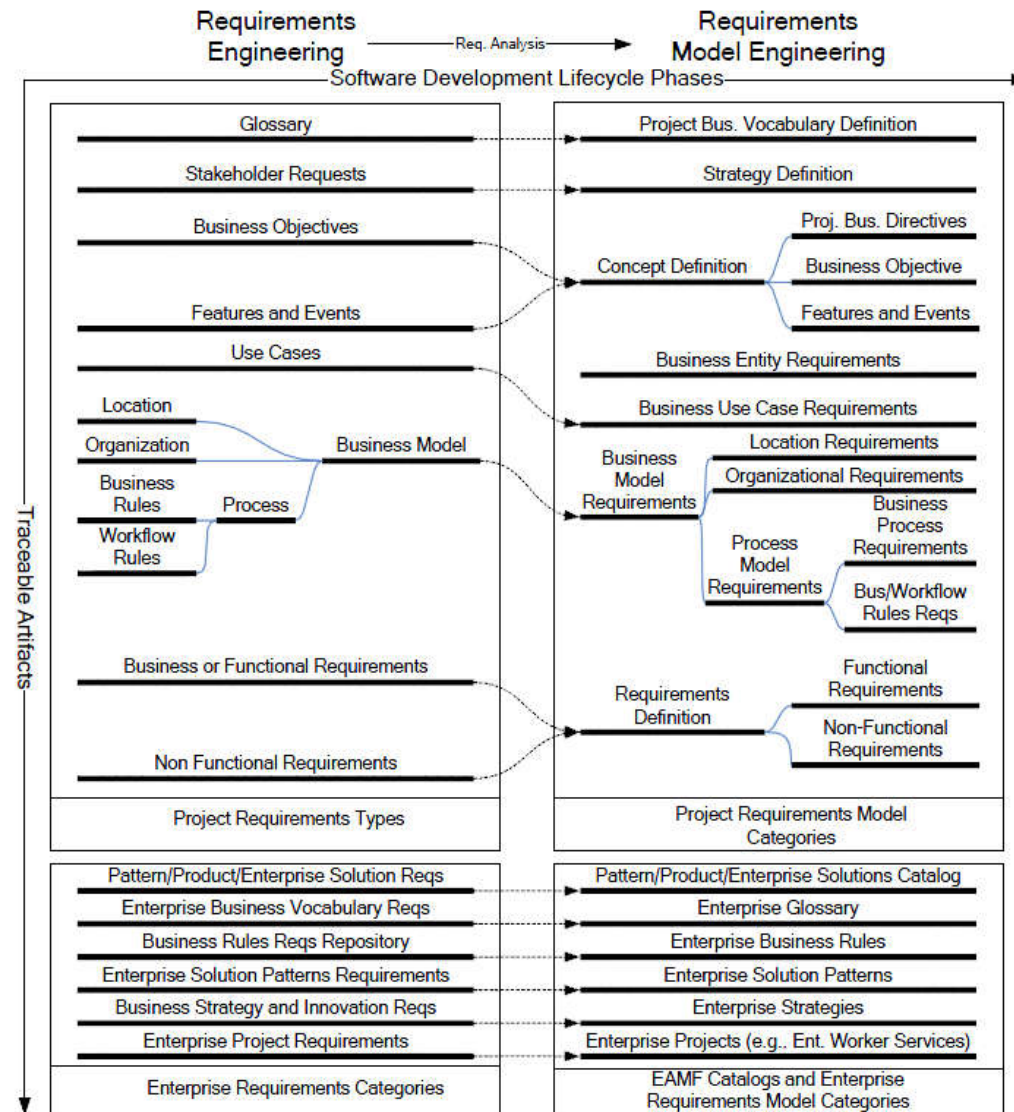 Requirements
Engineering
Req. Analysis
Requirements
Model Engineering
Software Development Lifecycle Phases
Traceable Artifacts
Glossary
Stakeholder Requests
Business Objectives
Features and Events
Use Cases
Location
Organization
Business
Rules
Workflow
Rules
Process
Business Model
Business or Functional Requirements
Non Functional Requirements
Project Requirements Types
Project Bus. Vocabulary Definition
Strategy Definition
Concept Definition
Proj. Bus. Directives
Business Objective
Features and Events
Business Entity Requirements
Business Use Case Requirements
Business
Model
Requirements
Location Requirements
Organizational Requirements
Process
Model
Requirements
Business
Process
Requirements
Bus/Workflow
Rules Reqs
Requirements
Definition
Functional
Requirements
Non-Functional
Requirements
Project Requirements Model
Categories
Pattern/Product/Enterprise Solution Reqs
Enterprise Business Vocabulary Reqs
Business Rules Reqs Repository
Enterprise Solution Patterns Requirements
Business Strategy and Innovation Reqs
Enterprise Project Requirements
Enterprise Requirements Categories
Pattern/Product/Enterprise Solutions Catalog
Enterprise Glossary
Enterprise Business Rules
Enterprise Solution Patterns
Enterprise Strategies
Enterprise Projects (e.g., Ent. Worker Services)
EAMF Catalogs and Enterprise
Requirements Model Categories